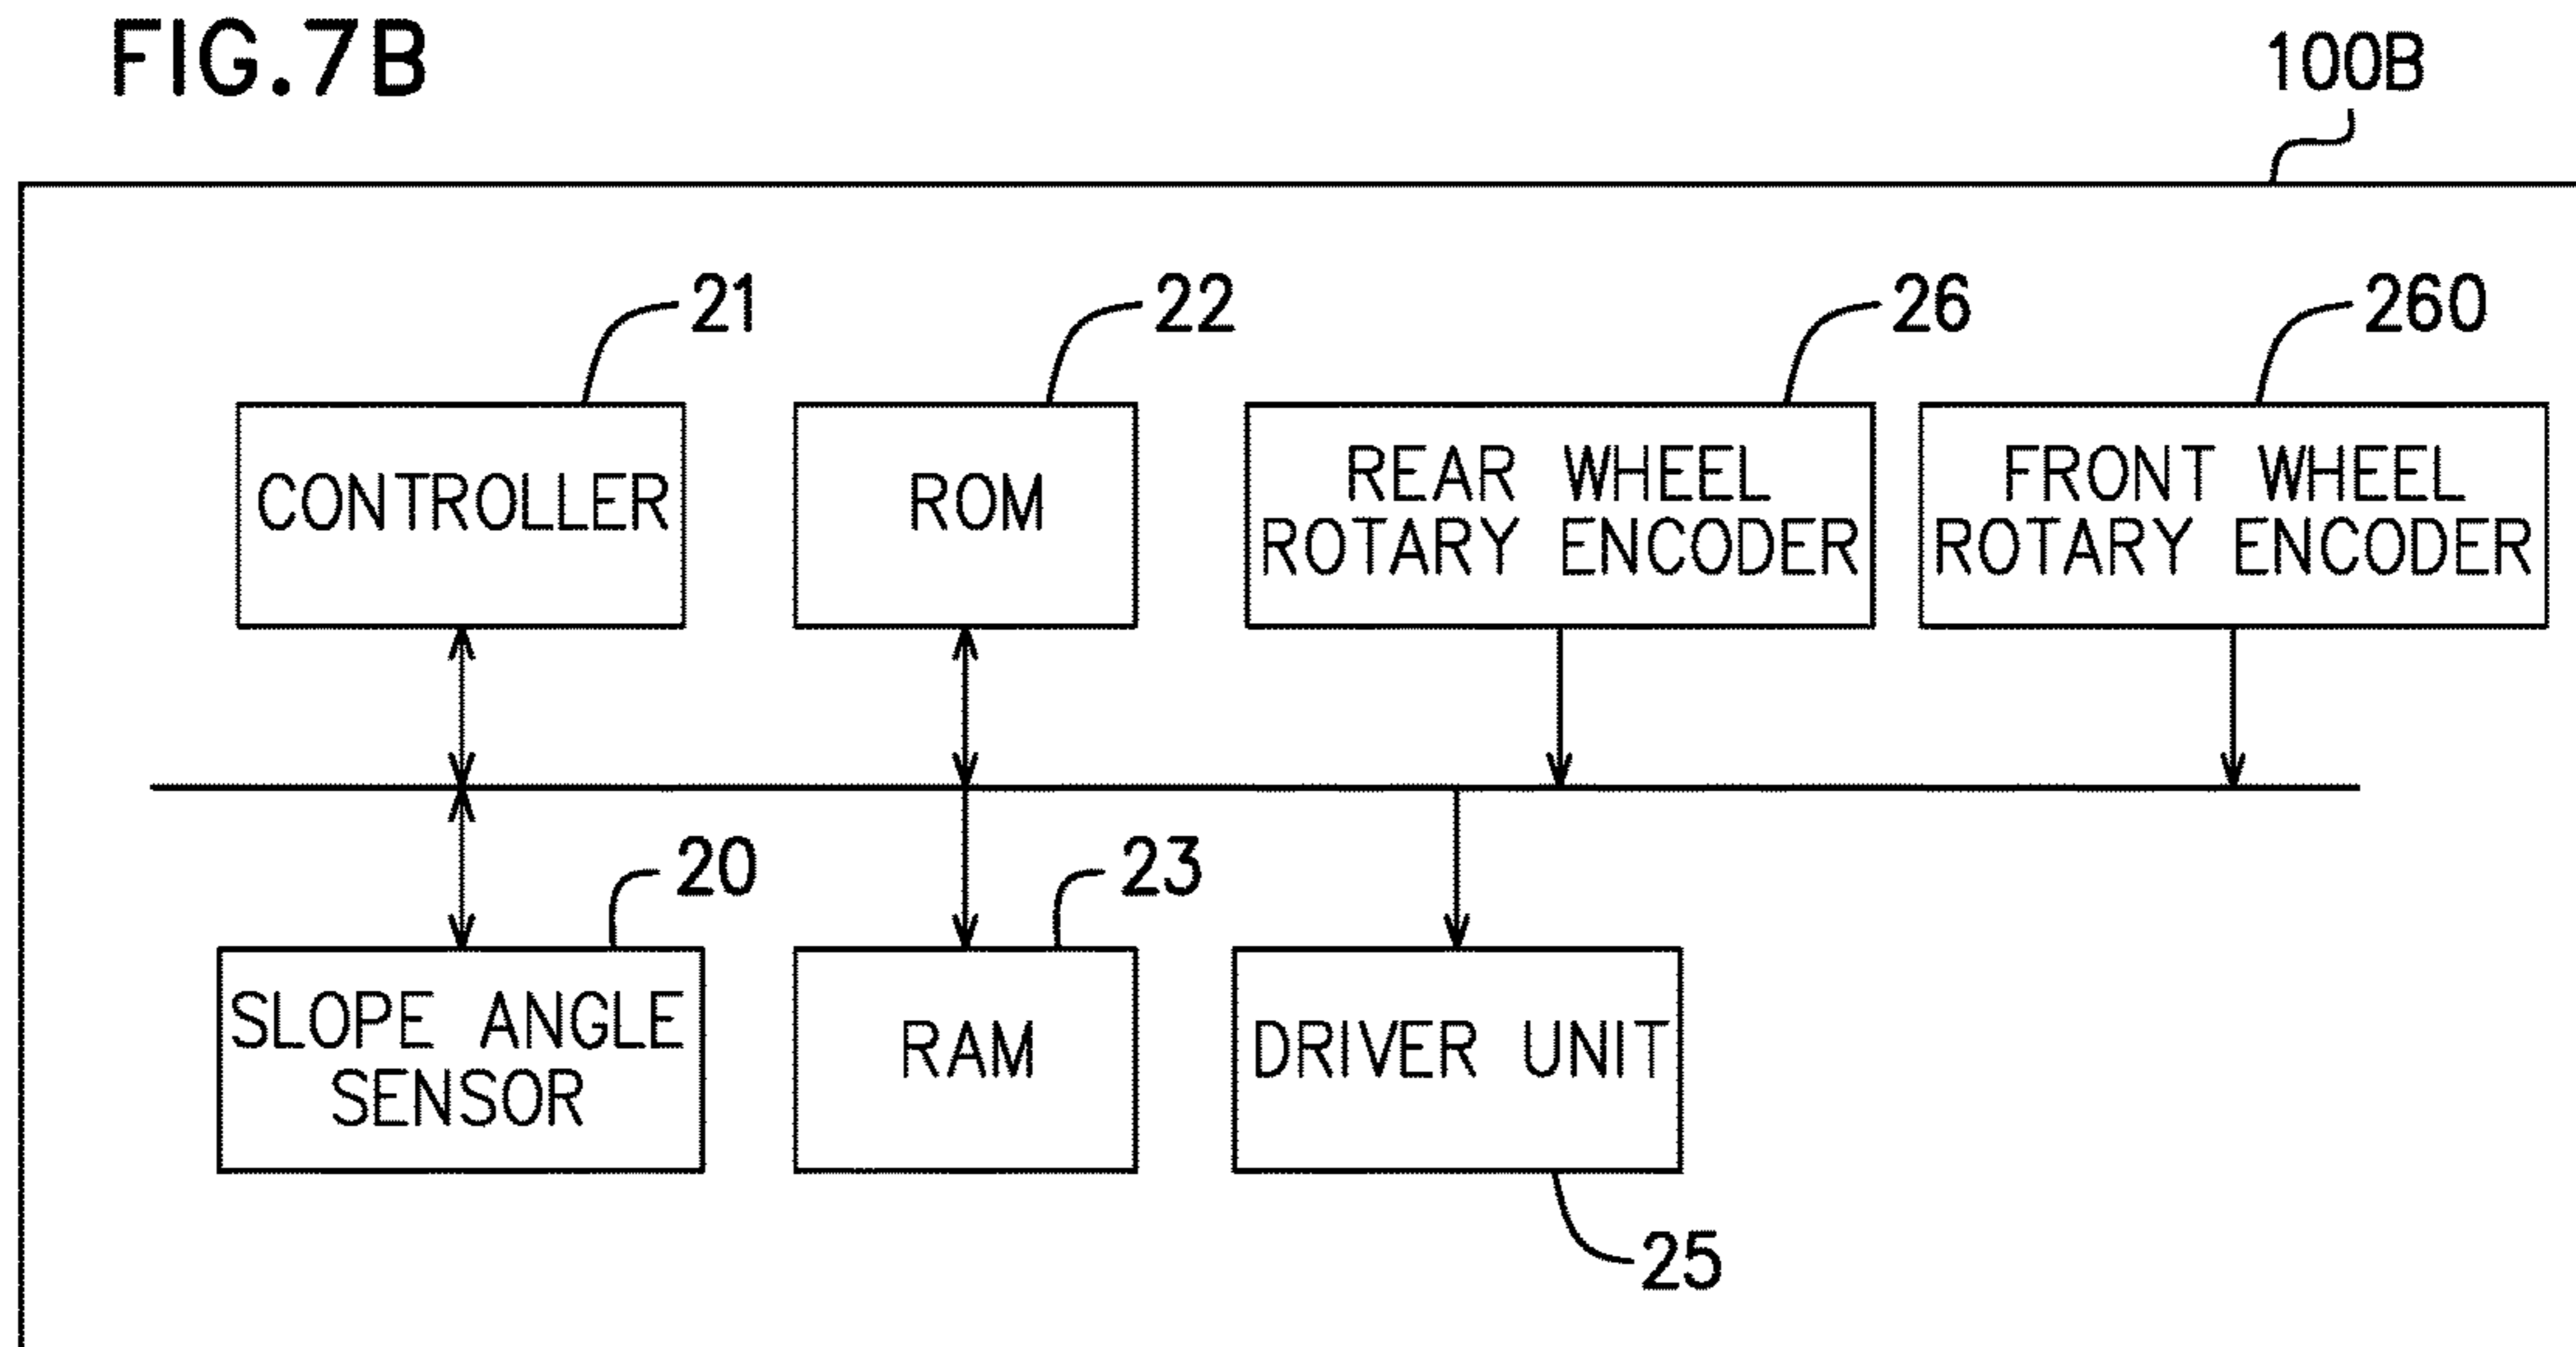 FIG.7B
100B
21
22
26
260
CONTROLLER
ROM
REAR WHEEL
ROTARY ENCODER
FRONT WHEEL
ROTARY ENCODER
20
23
SLOPE ANGLE
SENSOR
RAM
DRIVER UNIT
25